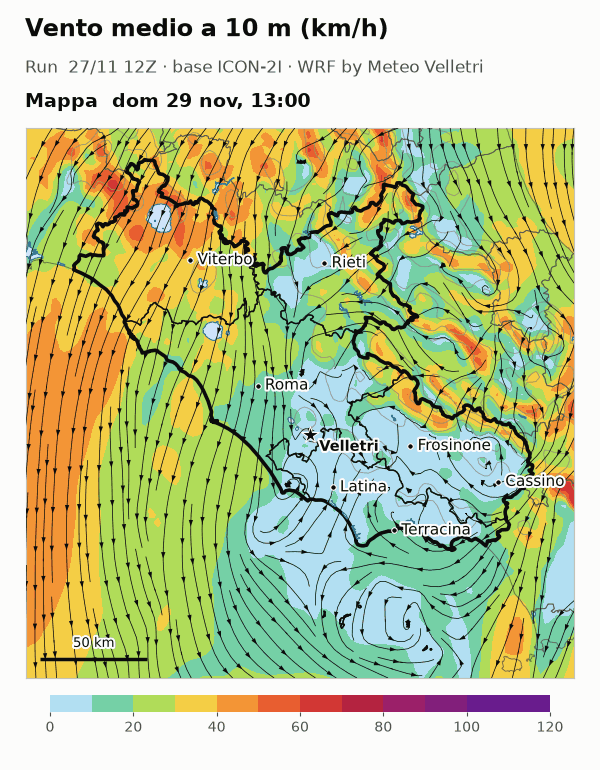 Vento medio a 10 m (km/h)
Run  27/11 12Z · base ICON-2I · WRF by Meteo Velletri
Mappa  dom 29 nov, 13:00
Viterbo
Rieti
Roma
Velletri
Frosinone
Cassino
Latina
Terracina
50 km
0 20 40 60 80 100 120